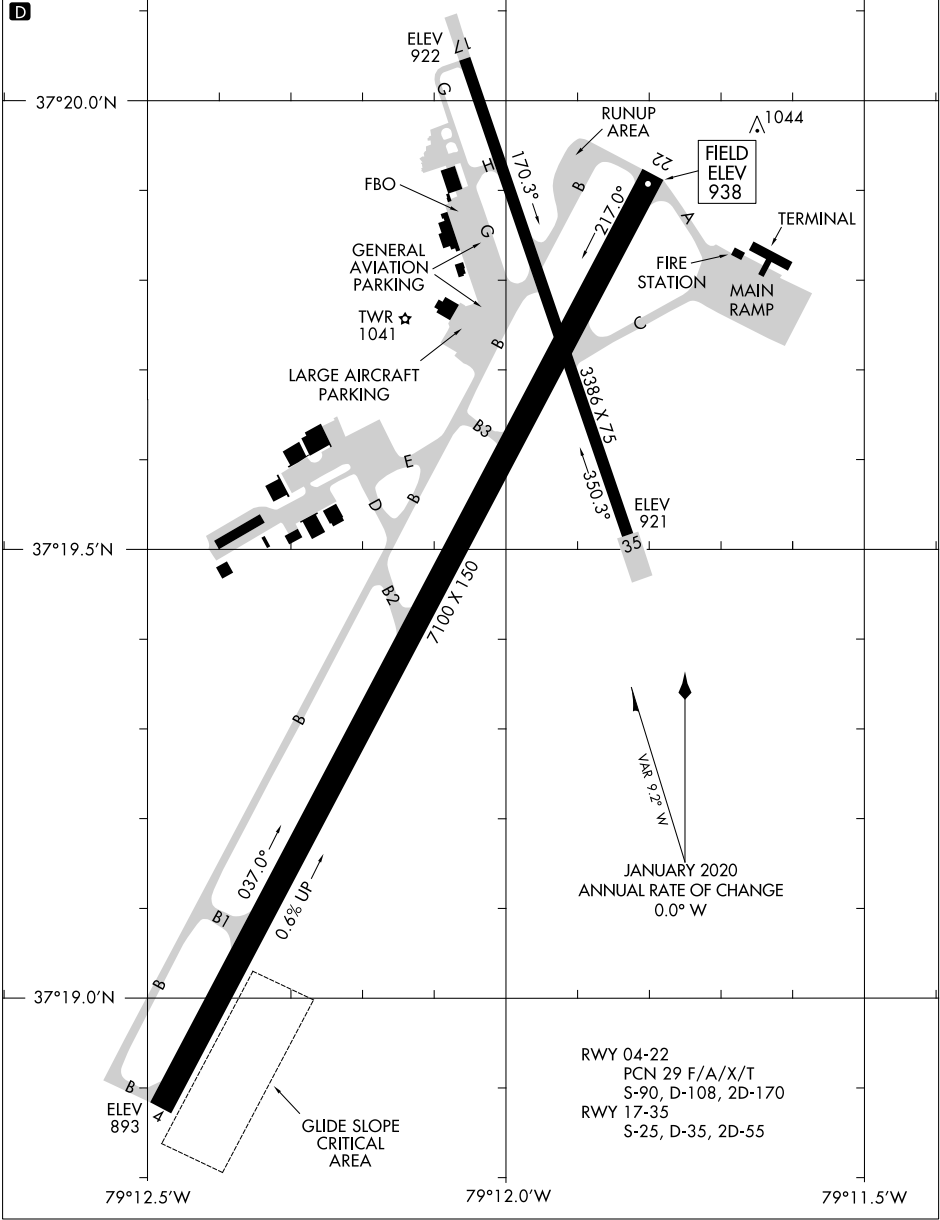 D
ELEV
922
17
37°20.0'N
G
RUNUP
AREA
1044
22
FIELD
ELEV
938
H
170.3°
B
FBO
217.0°
A
TERMINAL
G
GENERAL
AVIATION
PARKING
FIRE
STATION
MAIN
RAMP
TWR
1041
C
B
LARGE AIRCRAFT
PARKING
3386 X 75
B3
E
B
D
350.3°
ELEV
921
35
37°19.5'N
B2
7100 X 150
B
VAR 9.2° W
JANUARY 2020
ANNUAL RATE OF CHANGE
0.0° W
037.0°
0.6% UP
B1
B
37°19.0'N
B
ELEV
893
4
GLIDE SLOPE
CRITICAL
AREA
RWY 04-22
PCN 29 F/A/X/T
S-90, D-108, 2D-170
RWY 17-35
S-25, D-35, 2D-55
79°12.5'W
79°12.0'W
79°11.5'W